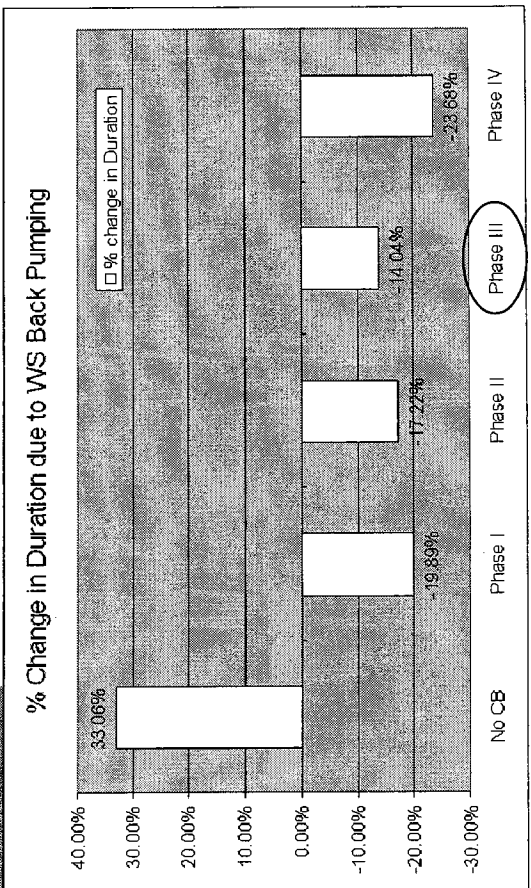 % Change in Duration due to WS Back Pumping
% change in Duration
40.00%
30.00%
20.00%
10.00%
0.00%
-10.00%
-20.00%
-30.00%
33.06%
-19.89%
-17.22%
-14.04%
-23.68%
No CB
Phase I
Phase II
Phase III
Phase IV